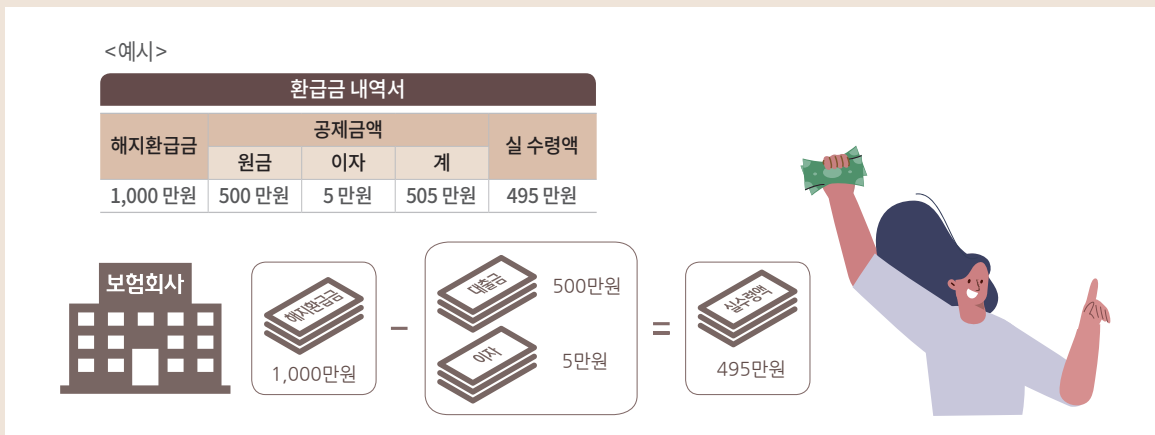 <예시>
환급금 내역서
해지환급금 공제금액 실 수령액
원금 이자 계
1,000 만원 500 만원 5 만원 505 만원 495 만원
보험회사
해지환급금
1,000만원
−
대출금 500만원
이자 5만원
=
실수령액
495만원